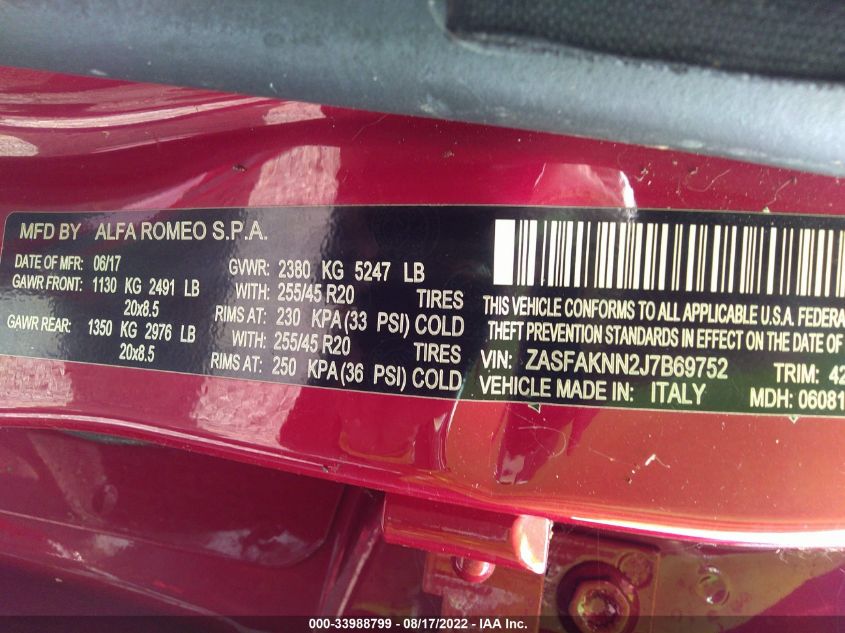 MFD BY ALFA ROMEO S.P.A.
DATE OF MFR: 06/17 GVWR: 2380 KG 5247 LB
GAWR FRONT: 1130 KG 2491 LB WITH: 255/45 R20 TIRES
20x8.5 RIMS AT: 230 KPA(33 PSI) COLD
GAWR REAR: 1350 KG 2976 LB WITH: 255/45 R20 TIRES
20x8.5 RIMS AT: 250 KPA(36 PSI) COLD
THIS VEHICLE CONFORMS TO ALL APPLICABLE U.S.A. FEDERA
THEFT PREVENTION STANDARDS IN EFFECT ON THE DATE OF
VIN: ZASFAKNN2J7B69752 TRIM: 42
VEHICLE MADE IN: ITALY MDH: 06081
000-33988799 - 08/17/2022 - IAA Inc.